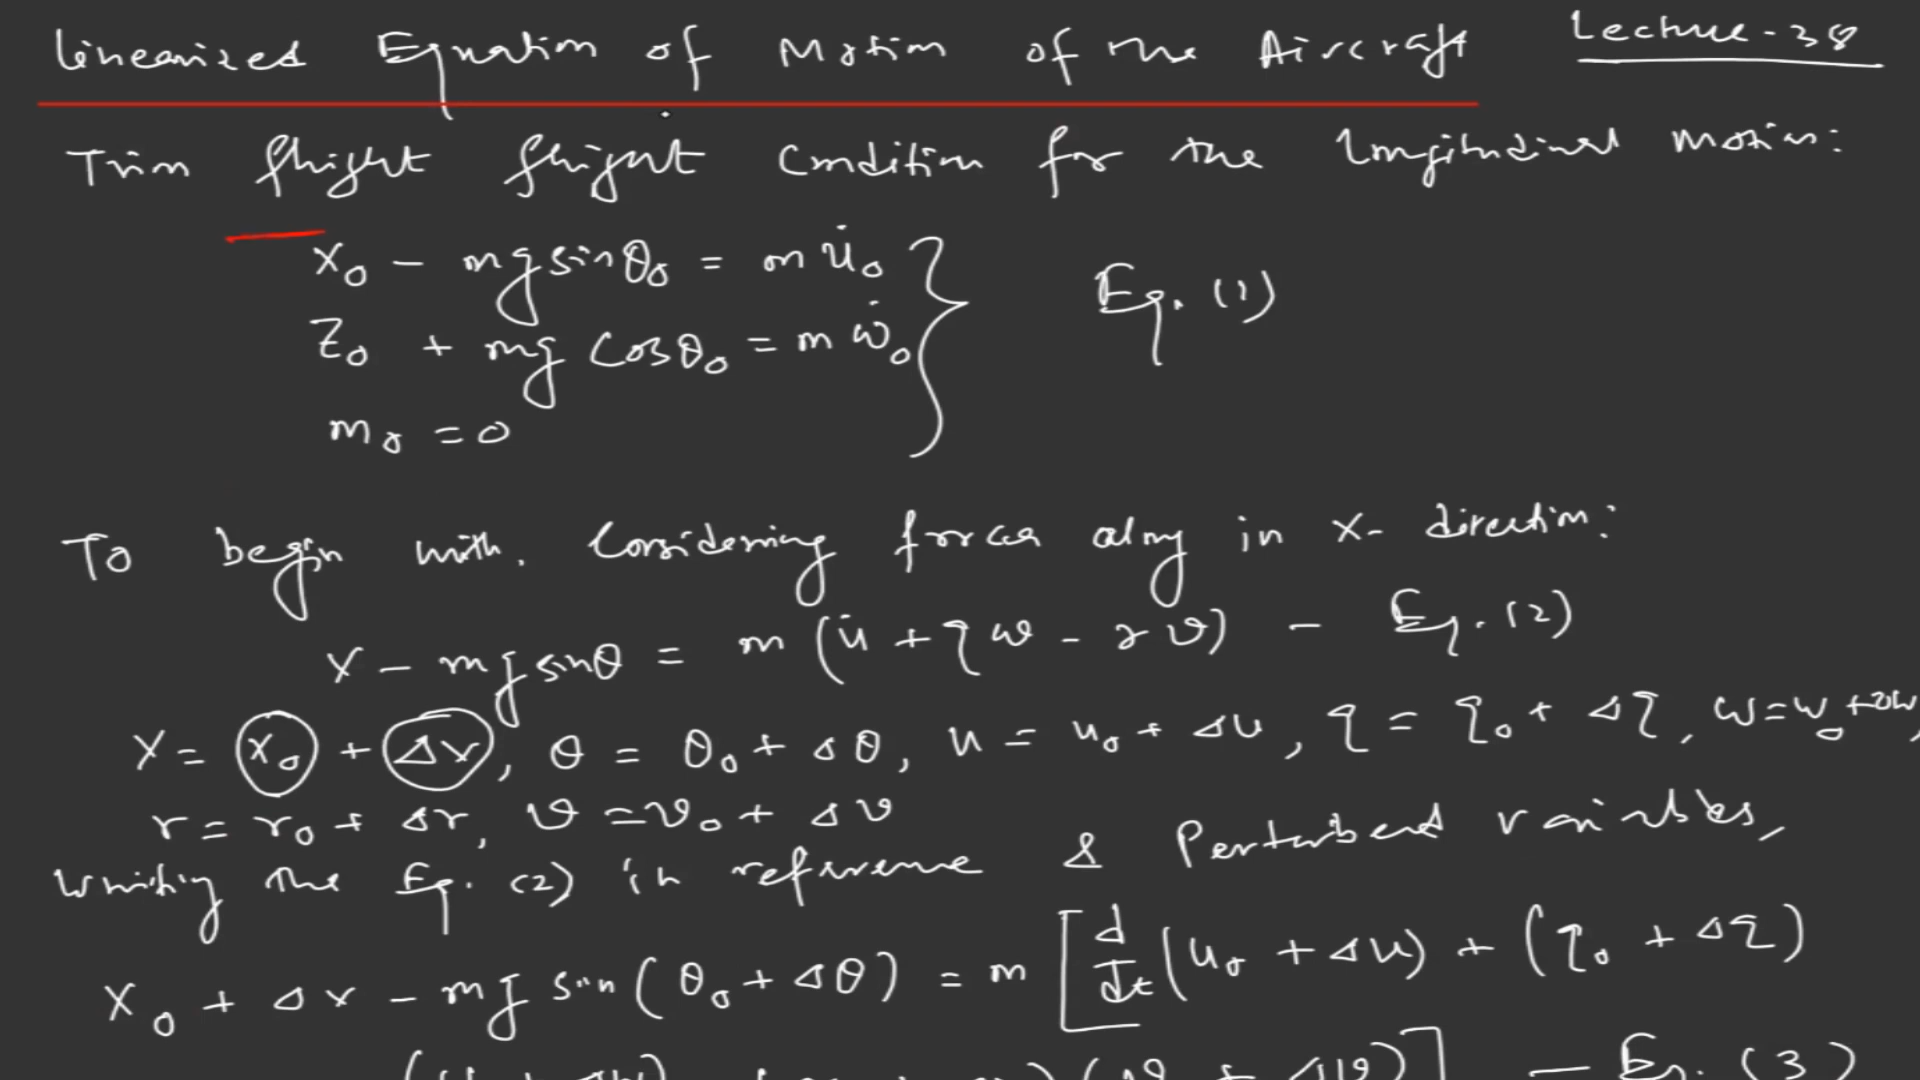 Linearized Equation of Motion of the Aircraft Lecture-38
Trim flight flight Condition for the longitudinal motion:
X₀ - mg sinθ₀ = m u̇₀
Z₀ + mg Cosθ₀ = m ẇ₀ Eq. (1)
m₀ = 0
To begin with, Considering forces along in X- direction:
X - mg sinθ = m (u̇ + qw - rv) - Eq. (2)
X = X₀ + Δx, θ = θ₀ + Δθ, u = u₀ + Δu, q = q₀ + Δq, w = w₀ + Δw,
r = r₀ + Δr, v = v₀ + Δv
Writing the Eq. (2) in reference & Perturbed variables,
X₀ + Δx - mg sin (θ₀ + Δθ) = m [d/dt (u₀ + Δu) + (q₀ + Δq)
— Eq. (3)